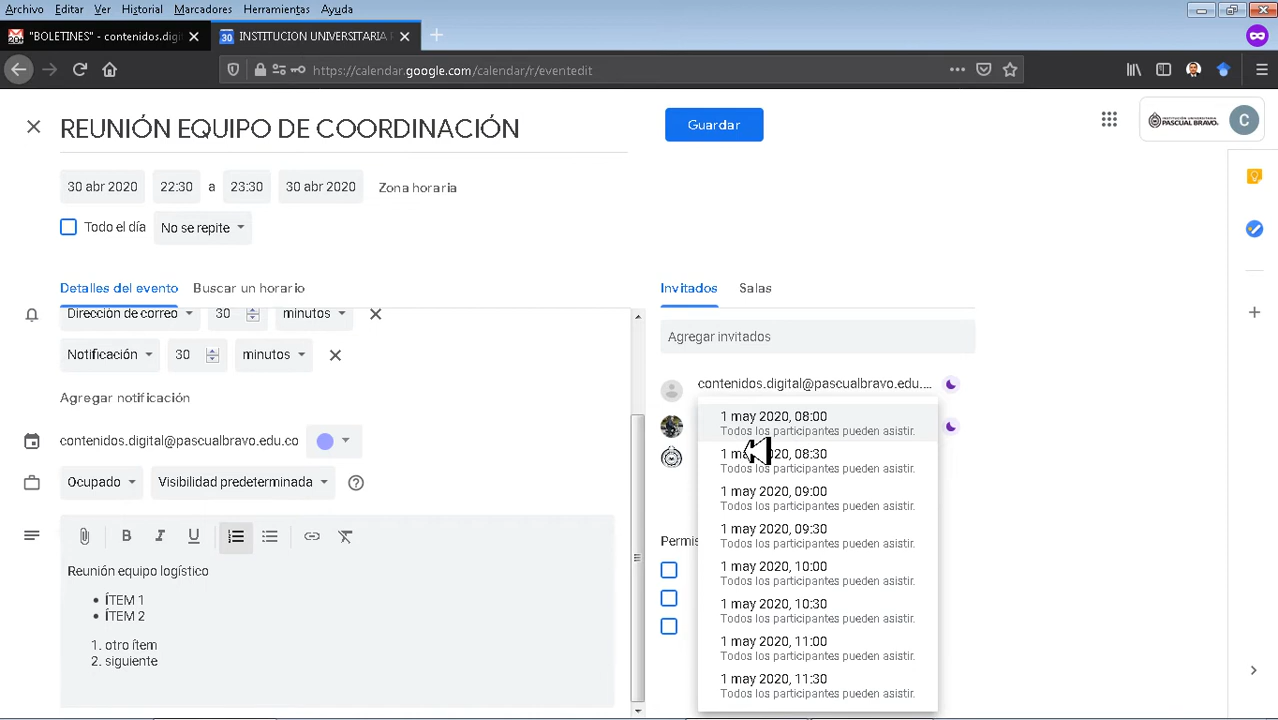 Archivo Editar Ver Historial Marcadores Herramientas Ayuda
"BOLETINES" - contenidos.digi
30 INSTITUCION UNIVERSITARIA
https://calendar.google.com/calendar/r/eventedit
REUNIÓN EQUIPO DE COORDINACIÓN
Guardar
INSTITUCIÓN UNIVERSITARIA
PASCUAL BRAVO
C
30 abr 2020 22:30 a 23:30 30 abr 2020 Zona horaria
Todo el día No se repite
Detalles del evento Buscar un horario
Invitados Salas
Dirección de correo 30 minutos
Agregar invitados
Notificación 30 minutos
contenidos.digital@pascualbravo.edu....
Agregar notificación
1 may 2020, 08:00
Todos los participantes pueden asistir.
contenidos.digital@pascualbravo.edu.co
1 may 2020, 08:30
Todos los participantes pueden asistir.
Ocupado Visibilidad predeterminada
1 may 2020, 09:00
Todos los participantes pueden asistir.
1 may 2020, 09:30
Todos los participantes pueden asistir.
B I U
Reunión equipo logístico
1 may 2020, 10:00
Todos los participantes pueden asistir.
• ÍTEM 1
• ÍTEM 2
1 may 2020, 10:30
Todos los participantes pueden asistir.
1. otro ítem
2. siguiente
1 may 2020, 11:00
Todos los participantes pueden asistir.
1 may 2020, 11:30
Todos los participantes pueden asistir.